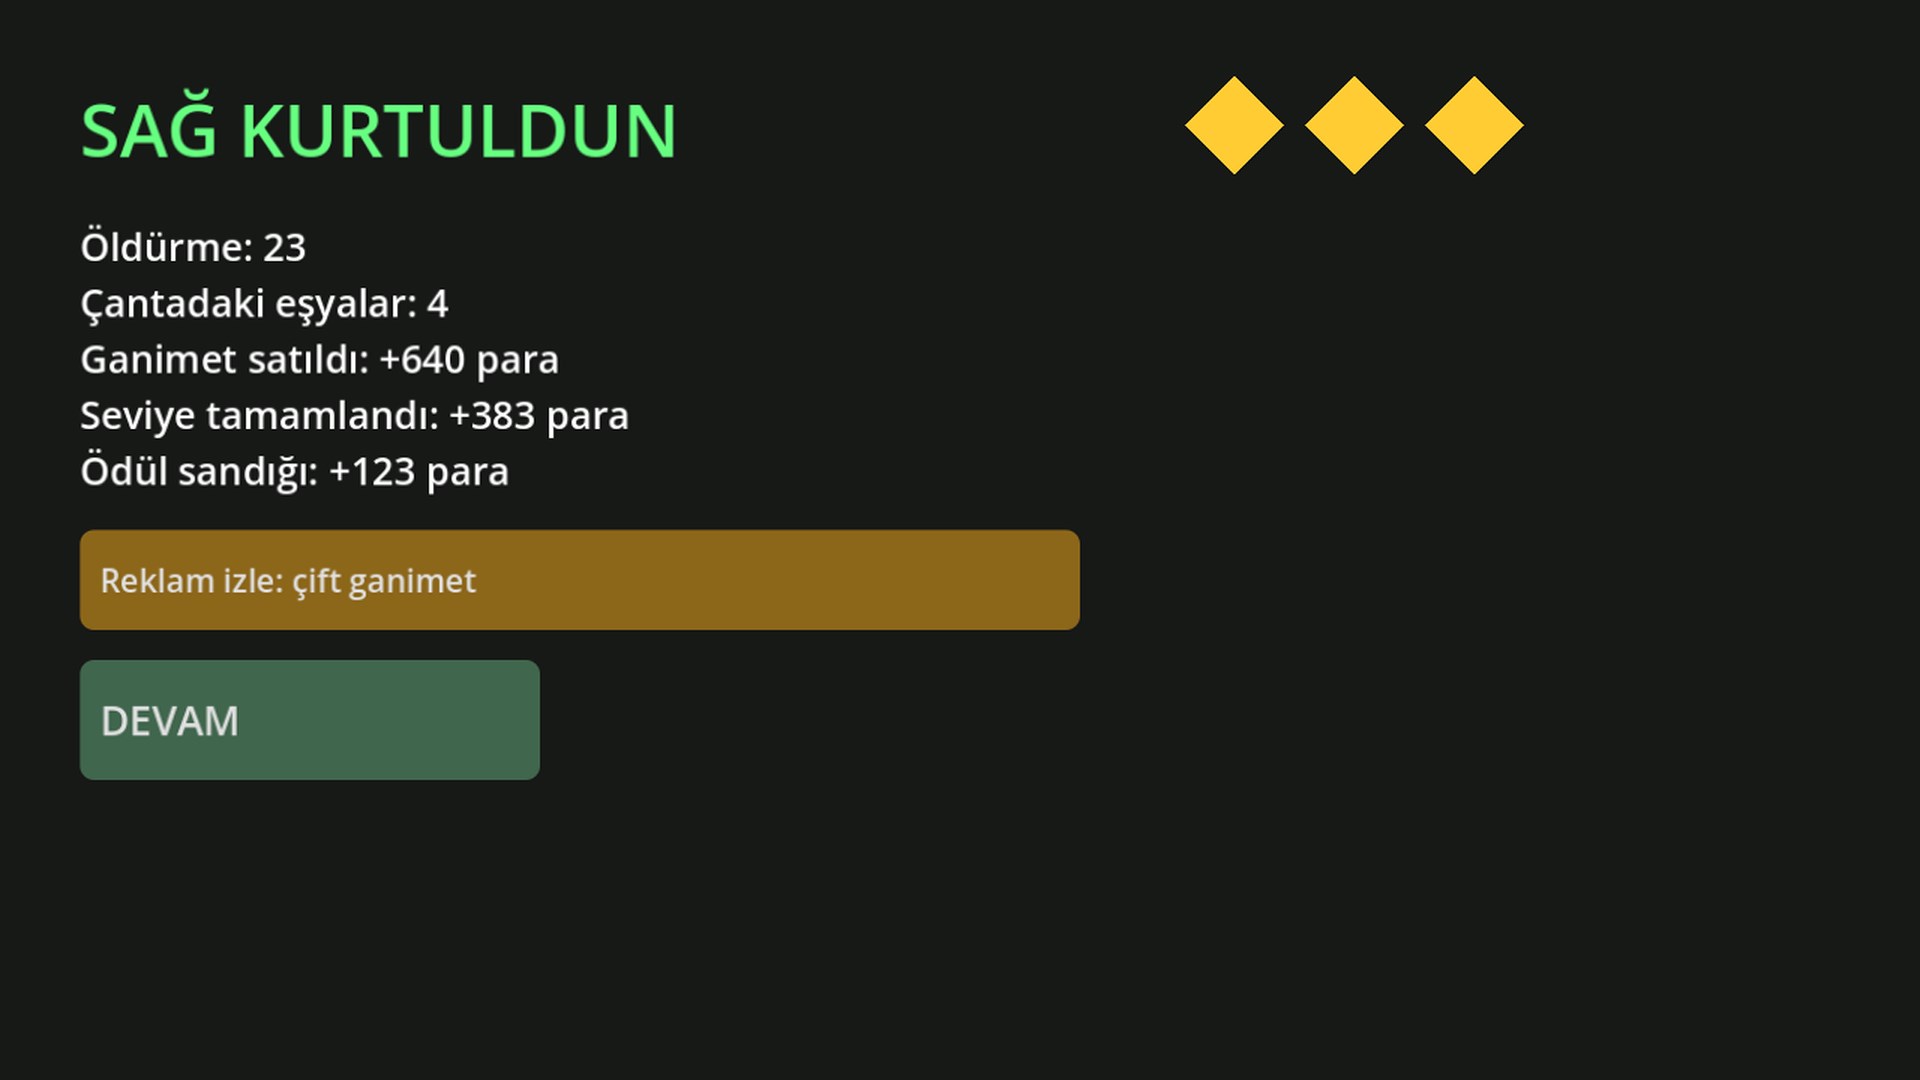 SAĞ KURTULDUN
Öldürme: 23
Çantadaki eşyalar: 4
Ganimet satıldı: +640 para
Seviye tamamlandı: +383 para
Ödül sandığı: +123 para
Reklam izle: çift ganimet
DEVAM